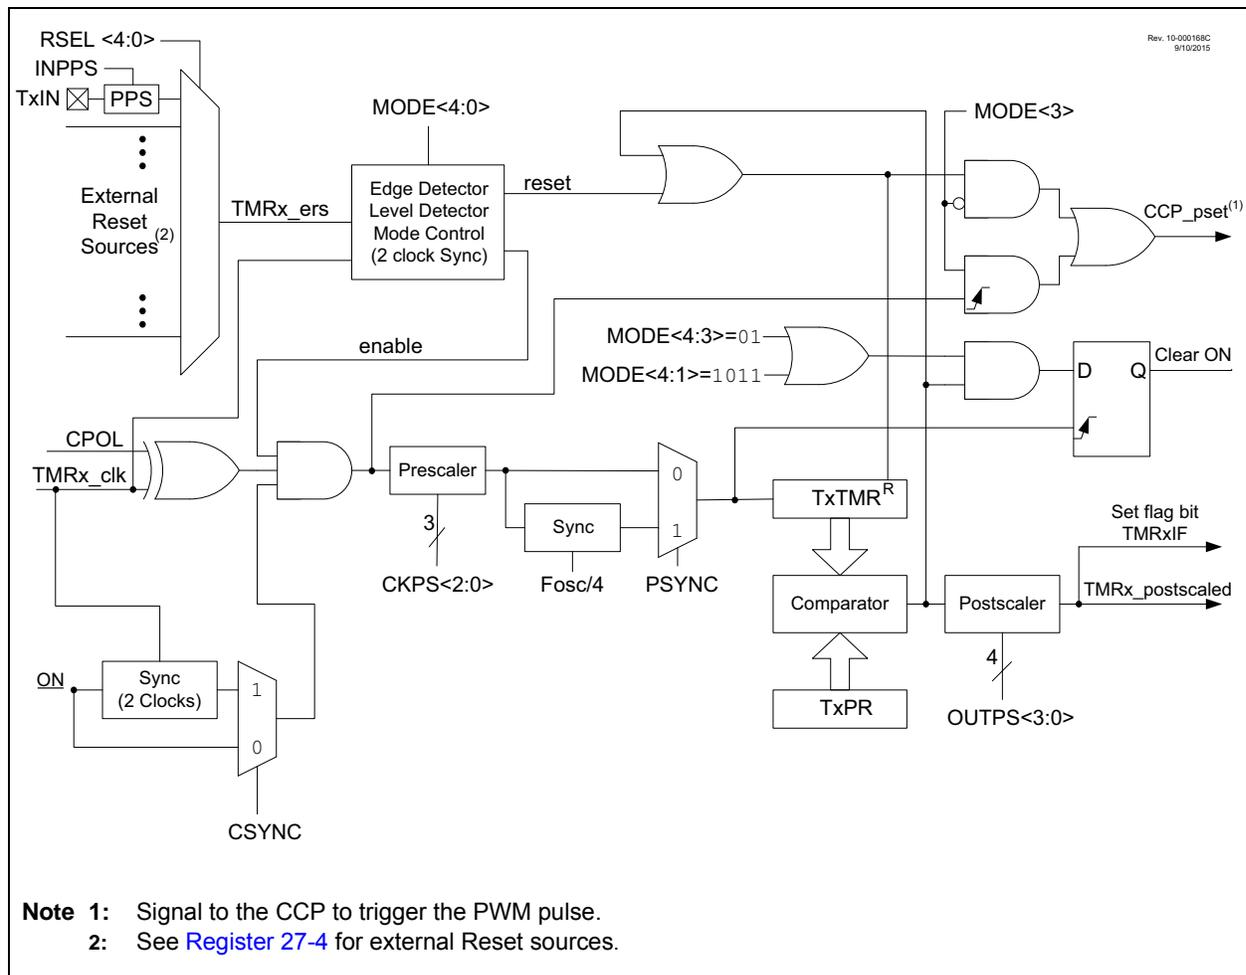 RSEL <4:0>
Rev. 10-000168C
9/10/2015
INPPS
TxIN
PPS
MODE<4:0>
MODE<3>
External
Reset
Sources(2)
TMRx_ers
Edge Detector
Level Detector
Mode Control
(2 clock Sync)
reset
CCP_pset(1)
enable
MODE<4:3>=01
MODE<4:1>=1011
D
Q
Clear ON
CPOL
TMRx_clk
Prescaler
3
CKPS<2:0>
Sync
Fosc/4
0
1
PSYNC
TxTMR
R
Comparator
TxPR
Postscaler
4
OUTPS<3:0>
Set flag bit
TMRxIF
TMRx_postscaled
ON
Sync
(2 Clocks)
1
0
CSYNC
Note 1: Signal to the CCP to trigger the PWM pulse.
2: See Register 27-4 for external Reset sources.